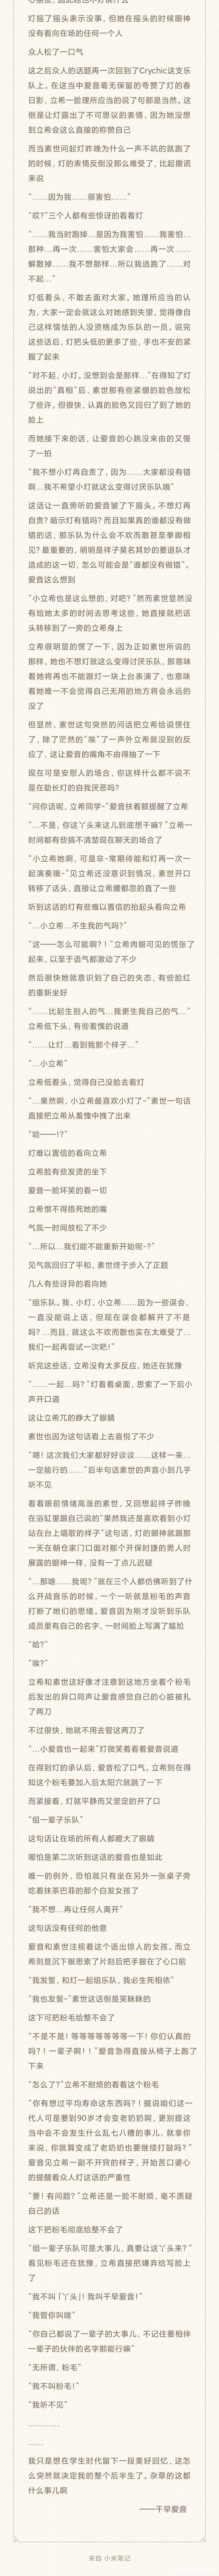 心朋友，因此她也不好说什么
灯摇了摇头表示没事，但她在摇头的时候眼神
没有看向在场的任何一个人
众人松了一口气
这之后众人的话题再一次回到了Crychic这支乐
队上。在这当中爱音毫无保留的夸赞了灯的春
日影，立希一脸理所应当的说了句那是当然。这
倒是让灯露出了不可思议的表情，因为她没想
到立希会这么直接的称赞自己
而当素世问起灯昨晚为什么一声不吭的就跑了
的时候，灯的表情倒没那么难受了，比起撒谎
来说
“……因为我……很害怕……”
“哎?”三个人都有些惊讶的看着灯
“……我当时跑掉…是因为我害怕……我害怕…
那种…再一次……害怕大家会……再一次……
解散掉……我不想那样…所以我逃跑了……对
不起…”
灯低着头，不敢去面对大家。她理所应当的认
为，大家一定会就这么对她感到失望，觉得像自
己这样懦怯的人没资格成为乐队的一员。说完
这些话后，灯把头低的更多了些，手也不安的紧
握了起来
“对不起，小灯。没想到会是那样…”在得知了灯
说出的“真相”后，素世那有些紧绷的脸色放松
了些许。但很快，认真的脸色又回归到了她的
脸上
而她接下来的话，让爱音的心跳没来由的又慢
了一拍
“我不想小灯再自责了，因为……大家都没有错
啊…我不希望小灯就这么变得讨厌乐队哦”
这话让一直旁听的爱音皱了下眉头。不想灯再
自责？暗示灯有错吗？而且如果真的谁都没有做
错的话，那乐队为什么会不欢而散甚至拳脚相
见？最重要的，明明是祥子莫名其妙的要退队才
造成的这一切，怎么可能会是“谁都没有做错”。
爱音这么想到
“小立希也是这么想的，对吧？”然而素世显然没
有给她太多的时间去思考这些，她直接就把话
头转移到了一旁的立希身上
立希很明显的愣了一下，因为正如素世所说的
那样，她也不想灯就这么变得讨厌乐队，那意味
着她将再也不能跟灯一块上台表演了，也意味
着她唯一不会觉得自己无用的地方将会永远的
没了
但显然，素世这句突然的问话把立希给说愣住
了，除了茫然的“唉”了一声外立希就没别的反
应了，这让爱音的嘴角不由得抽了一下
现在可是安慰人的场合，你这样什么都不说不
是在助长灯的自我厌恶吗？
“问你话呢，立希同学~”爱音扶着额提醒了立希
“…不是，你这丫头来这儿到底想干嘛？”立希一
时间都有些搞不清楚现在聊天的场合了
“小立希她啊，可是非~常期待能和灯再一次一
起演奏哦~”见立希还没意识到情况，素世开口
转移了话头，直接让立希腰都忽的直了一些
听到这话的灯有些难以置信的抬起头看向立希
“…小立希…不生我的气吗？”
“这——怎么可能啊？！”立希肉眼可见的慌张了
起来，以至于语气都激动了不少
然后很快她就意识到了自己的失态，有些脸红
的重新坐好
“……比起生别人的气…我更生我自己的气…”
立希低下头，有些羞愧的说道
“……让灯…看到我那个样子…”
“…小立希”
立希低着头，觉得自己没脸去看灯
“…果然啊，小立希最喜欢小灯了~”素世一句话
直接把立希从羞愧中拽了出来
“哈——!?”
灯难以置信的看向立希
立希脸有些发烫的坐下
爱音一脸坏笑的看一切
立希恨不得捂死她的嘴
气氛一时间放松了不少
“…所以…我们能不能重新开始呢~?”
见气氛回归了平和，素世终于步入了正题
几人有些讶异的看向她
“组乐队。我、小灯、小立希……因为一些误会，
一直没能说上话，但现在误会都解开了不是
吗？…而且，就这么不欢而散也实在太难受了…
我们一起再尝试一次吧！”
听完这些话，立希没有太多反应，她还在犹豫
“……一起…吗？”灯看着桌面，思索了一下后小
声开口道
这让立希兀的睁大了眼睛
素世也因为这句话看上去喜悦了不少
“嗯！这次我们大家都好好谈谈……这样一来…
一定能行的……”后半句话素世的声音小到几乎
听不见
看着眼前情绪高涨的素世，又回想起祥子昨晚
在浴缸里跟自己说的“果然我还是喜欢看到小灯
站在台上唱歌的样子”这句话，灯的眼神就跟那
一天在朝仓家门口面对那个开保时捷的男人时
展露的眼神一样，没有一丁点儿迟疑
“…那啥……我呢？”就在三个人都仿佛听到了什
么开战音乐的时候，一个一听就是粉毛的声音
打断了她们的思绪。爱音因为刚才没听到乐队
成员里有自己的名字，一时间脸上写满了尴尬
“哈？”
“唉？”
立希和素世这好像才注意到这地方坐着个粉毛
后发出的异口同声让爱音感觉自己的心脏被扎
了两刀
不过很快，她就不用去管这两刀了
“…小爱音也一起来”灯微笑着看着爱音说道
在得到灯的承认后，爱音松了口气。立希则在得
知这个粉毛要加入后太阳穴就跳了一下
而紧接着，灯就平静而又坚定的开了口
“组一辈子乐队”
这句话让在场的所有人都瞪大了眼睛
哪怕是第二次听到这话的爱音也是如此
唯一的例外，恐怕就只有坐在另外一张桌子旁
吃着抹茶巴菲的那个白发女孩了
“我不想…再让任何人离开”
这句话没有任何的他意
爱音和素世注视着这个语出惊人的女孩。而立
希则是沉下眼思索了片刻后把手握在了心口前
“我发誓，和灯一起组乐队，我必生死相依”
“我也发誓~”素世这话倒是笑眯眯的
这下可把粉毛给整不会了
“不是不是！等等等等等等等一下！你们认真的
吗？！一辈子啊！！”爱音急得直接从椅子上跑了
下来
“怎么了？”立希不耐烦的看着这个粉毛
“你有想过平均寿命这东西吗？！据说咱们这一
代人可是要到90岁才会变老奶奶啊，更别提这
当中会不会发生什么乱七八糟的事儿，就拿你
来说，你就算变成了老奶奶也要继续打鼓吗？”
爱音见立希一副不开窍的样子，开始苦口婆心
的提醒着众人灯这话的严重性
“要！有问题？”立希还是一脸不耐烦，毫不质疑
自己的话
这下把粉毛彻底给整不会了
“组一辈子乐队可是大事儿，真要让这丫头来？”
看见粉毛还在犹豫，立希直接把嫌弃给写脸上
了
“我不叫「丫头」！我叫千早爱音！”
“我管你叫啥”
“你自己都说了一辈子的大事儿，不记住要相伴
一辈子的伙伴的名字那能行嘛”
“无所谓，粉毛”
“我不叫粉毛！”
“我听不见”
…………
……
我只是想在学生时代留下一段美好回忆，这怎
么突然就决定我的整个后半生了。杂草的这都
什么事儿啊
——千早爱音
来自 小米笔记